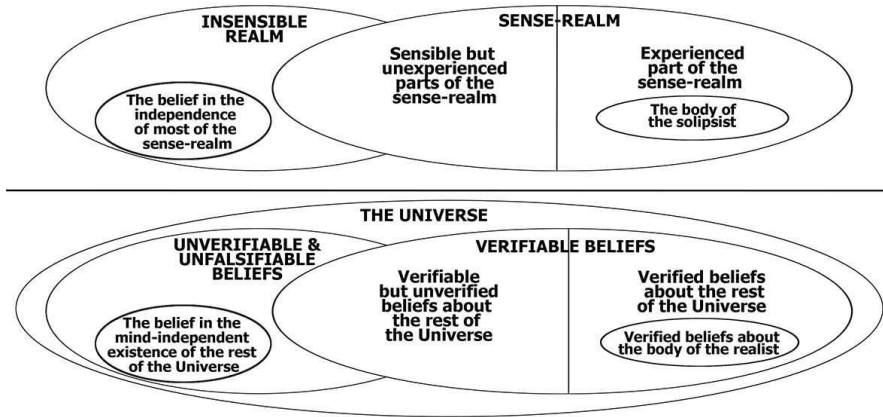 INSENSIBLE
REALM
The belief in the
independence
of most of the
sense-realm
SENSE-REALM
Sensible but
unexperienced
parts of the
sense-realm
Experienced
part of the
sense-realm
The body of
the solipsist
THE UNIVERSE
UNVERIFIABLE &
UNFALSIFIABLE
BELIEFS
The belief in the
mind-independent
existence of the rest
of the Universe
VERIFIABLE BELIEFS
Verifiable
but unverified
beliefs about
the rest of
the Universe
Verified beliefs
about the rest
of the Universe
Verified beliefs about
the body of the realist